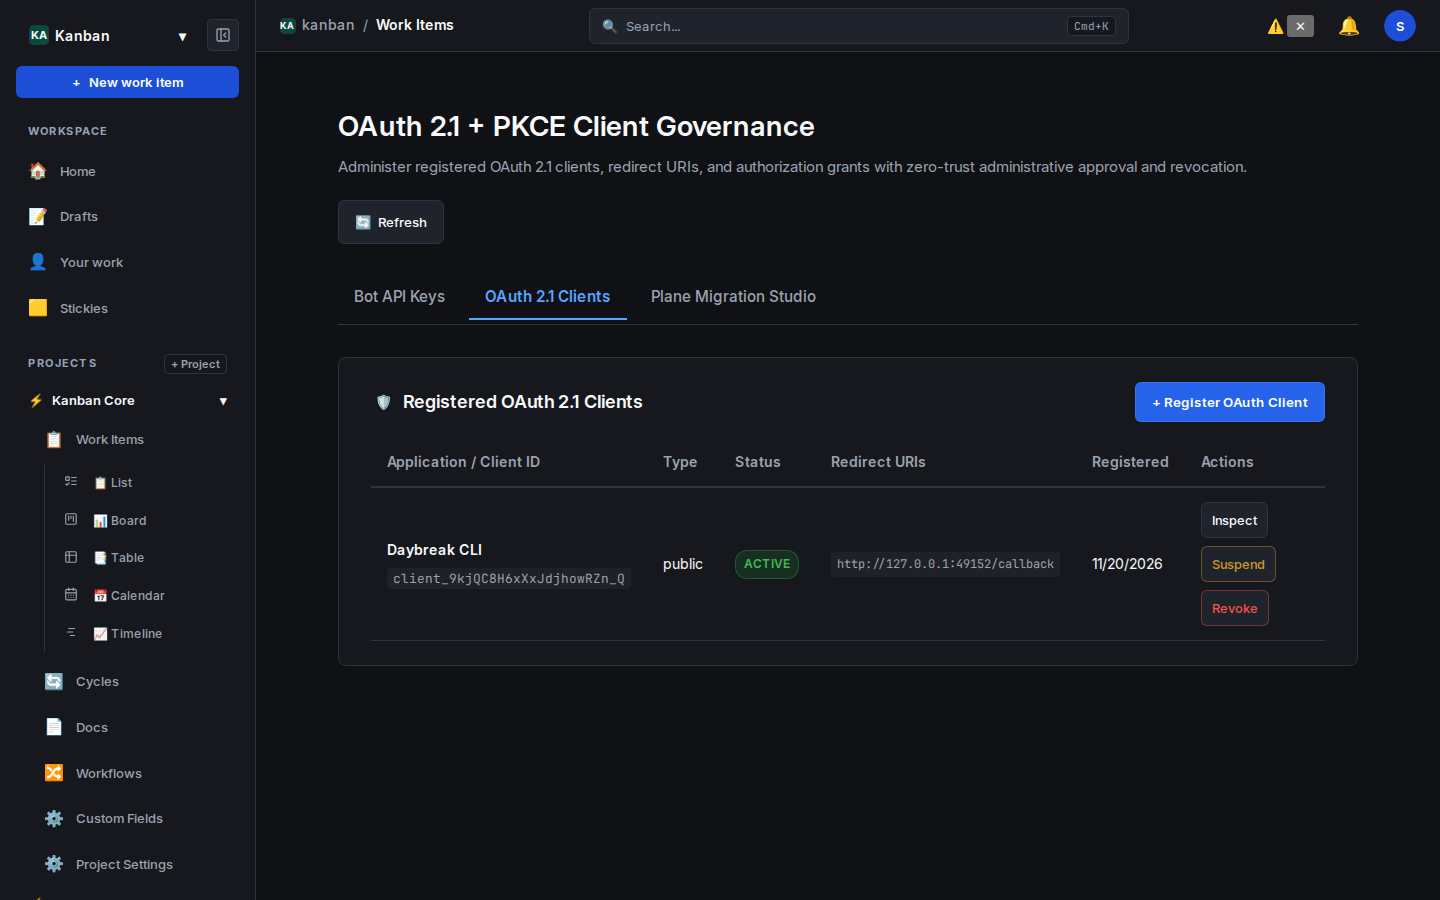 KA Kanban ▾
+ New work item
WORKSPACE
Home
Drafts
Your work
Stickies
PROJECTS
+ Project
Kanban Core ▾
Work Items
List
Board
Table
Calendar
Timeline
Cycles
Docs
Workflows
Custom Fields
Project Settings
KA kanban / Work Items
Search...
Cmd+K
✕
S
OAuth 2.1 + PKCE Client Governance
Administer registered OAuth 2.1 clients, redirect URIs, and authorization grants with zero-trust administrative approval and revocation.
Refresh
Bot API Keys
OAuth 2.1 Clients
Plane Migration Studio
Registered OAuth 2.1 Clients
+ Register OAuth Client
Application / Client ID
Type
Status
Redirect URIs
Registered
Actions
Daybreak CLI
client_9kjQC8H6xXxJdjhowRZn_Q
public
ACTIVE
http://127.0.0.1:49152/callback
11/20/2026
Inspect
Suspend
Revoke